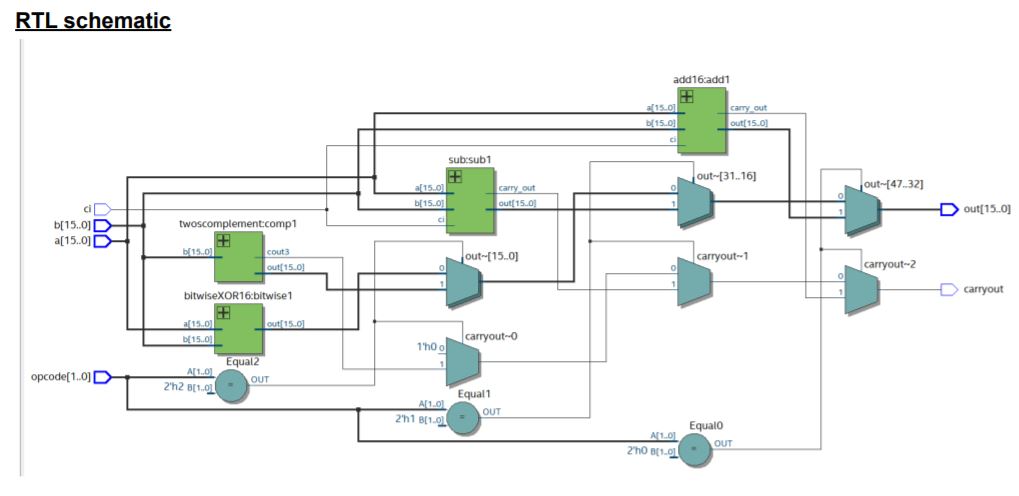 RTL schematic
add16:add1
a[15..0]
carry_out
b[15..0]
out[15..0]
ci
sub:sub1
a[15..0]
carry_out
b[15..0]
out[15..0]
ci
out~[31..16]
0
1
out~[47..32]
0
1
out[15..0]
ci
b[15..0]
a[15..0]
twoscomplement:comp1
b[15..0]
cout3
out[15..0]
out~[15..0]
0
1
carryout~1
0
1
carryout~2
0
1
carryout
bitwiseXOR16:bitwise1
a[15..0]
out[15..0]
b[15..0]
carryout~0
1'h0 0
1
Equal2
opcode[1..0]
A[1..0]
2'h2 B[1..0]
=
OUT
Equal1
A[1..0]
2'h1 B[1..0]
=
OUT
Equal0
A[1..0]
2'h0 B[1..0]
=
OUT